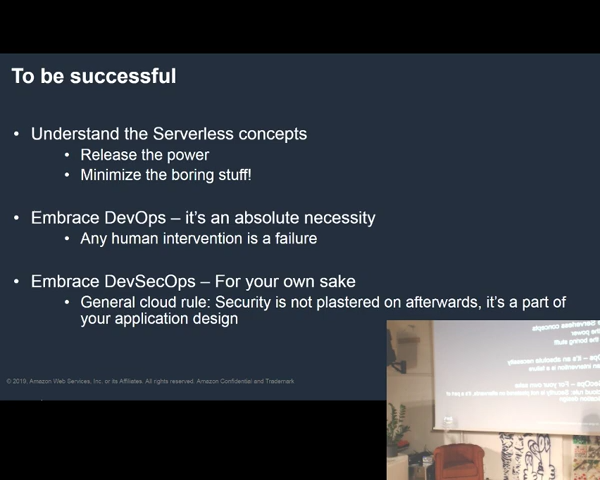 To be successful
• Understand the Serverless concepts
• Release the power
• Minimize the boring stuff!
• Embrace DevOps – it's an absolute necessity
• Any human intervention is a failure
• Embrace DevSecOps – For your own sake
• General cloud rule: Security is not plastered on afterwards, it's a part of
your application design
© 2019, Amazon Web Services, Inc. or its Affiliates. All rights reserved. Amazon Confidential and Trademark